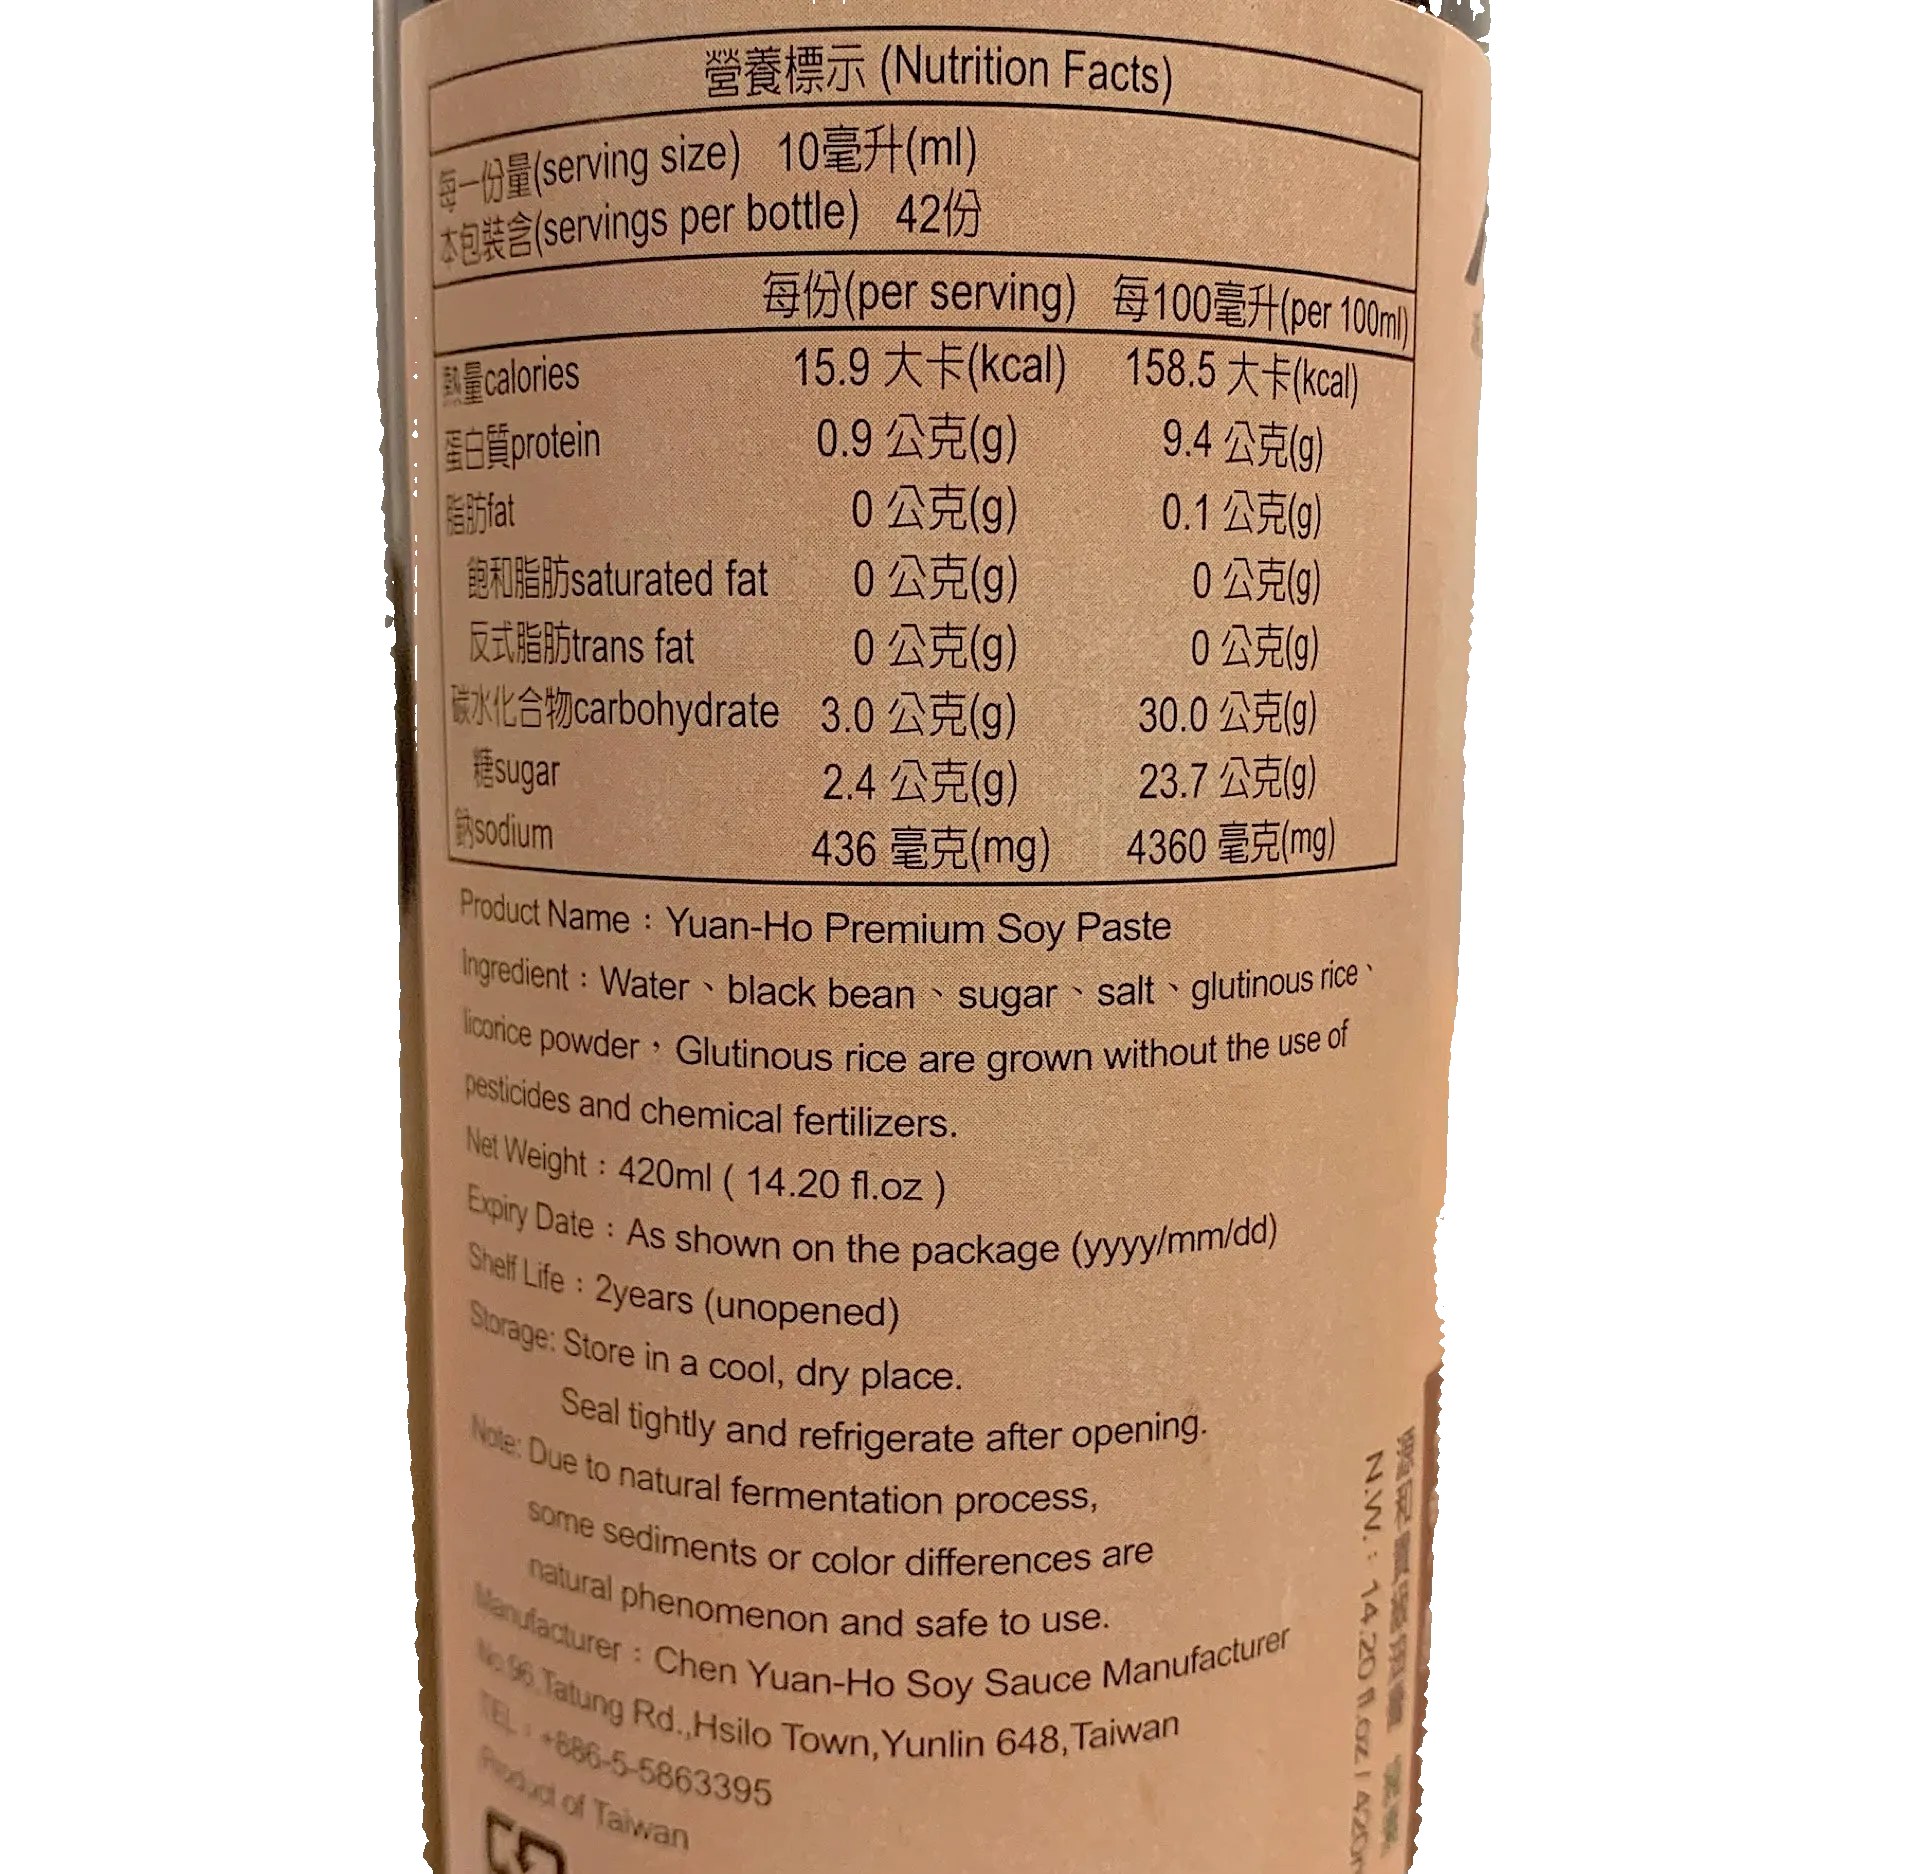 營養標示 (Nutrition Facts)
每一份量(serving size) 10毫升(ml)
本包裝含(servings per bottle) 42份
每份(per serving) 每100毫升(per 100ml)
熱量calories 15.9 大卡(kcal) 158.5 大卡(kcal)
蛋白質protein 0.9 公克(g) 9.4 公克(g)
脂肪fat 0 公克(g) 0.1 公克(g)
飽和脂肪saturated fat 0 公克(g) 0 公克(g)
反式脂肪trans fat 0 公克(g) 0 公克(g)
碳水化合物carbohydrate 3.0 公克(g) 30.0 公克(g)
糖sugar 2.4 公克(g) 23.7 公克(g)
鈉sodium 436 毫克(mg) 4360 毫克(mg)
Product Name：Yuan-Ho Premium Soy Paste
Ingredient：Water、black bean、sugar、salt、glutinous rice、
licorice powder，Glutinous rice are grown without the use of
pesticides and chemical fertilizers.
Net Weight：420ml ( 14.20 fl.oz )
Expiry Date：As shown on the package (yyyy/mm/dd)
Shelf Life：2years (unopened)
Storage: Store in a cool, dry place.
Seal tightly and refrigerate after opening.
Note: Due to natural fermentation process,
some sediments or color differences are
natural phenomenon and safe to use.
Manufacturer：Chen Yuan-Ho Soy Sauce Manufacturer
No.96,Tatung Rd.,Hsilo Town,Yunlin 648,Taiwan
TEL：+886-5-5863395
Product of Taiwan
N.W.：14.20 fl.oz